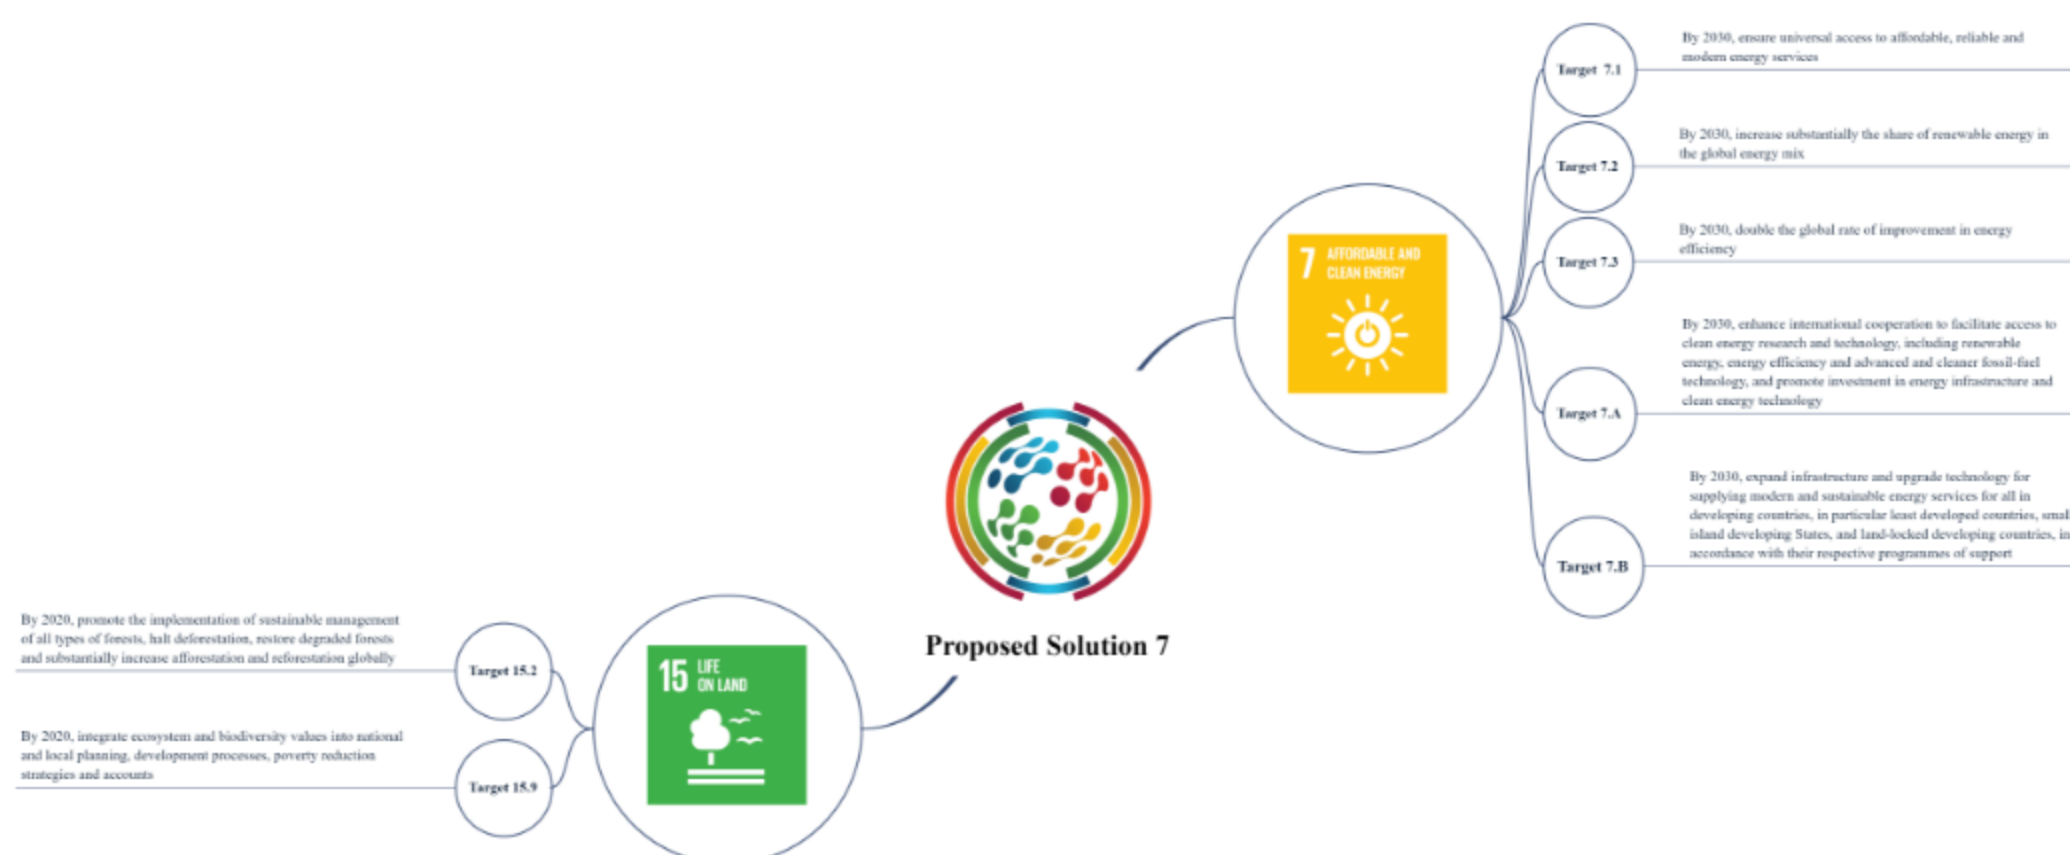 By 2030, ensure universal access to affordable, reliable and
modern energy services
Target 7.1
By 2030, increase substantially the share of renewable energy in
the global energy mix
Target 7.2
By 2030, double the global rate of improvement in energy
efficiency
Target 7.3
7 AFFORDABLE AND
CLEAN ENERGY
By 2030, enhance international cooperation to facilitate access to
clean energy research and technology, including renewable
energy, energy efficiency and advanced and cleaner fossil-fuel
technology, and promote investment in energy infrastructure and
clean energy technology
Target 7.A
By 2030, expand infrastructure and upgrade technology for
supplying modern and sustainable energy services for all in
developing countries, in particular least developed countries, smal
island developing States, and land-locked developing countries, in
accordance with their respective programmes of support
Target 7.B
Proposed Solution 7
15 LIFE
ON LAND
By 2020, promote the implementation of sustainable management
of all types of forests, halt deforestation, restore degraded forests
and substantially increase afforestation and reforestation globally
Target 15.2
By 2020, integrate ecosystem and biodiversity values into national
and local planning, development processes, poverty reduction
strategies and accounts
Target 15.9